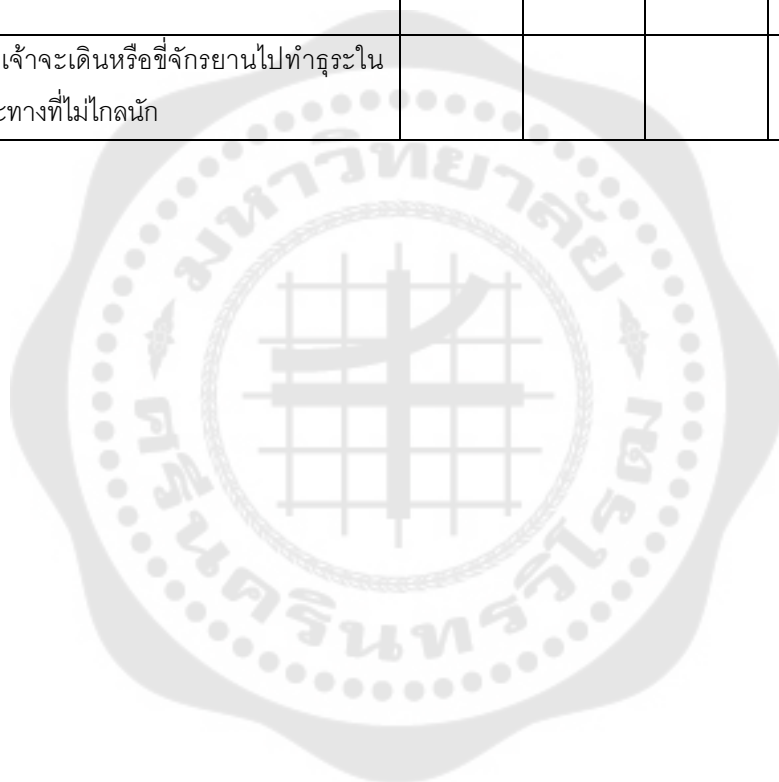 เจ้าจะเดินหรือขี่จักรยานไปทำธุระใน
ะทางที่ไม่ไกลนัก
มหาวิทยาลัย
ศรีนครินทรวิโรฒ